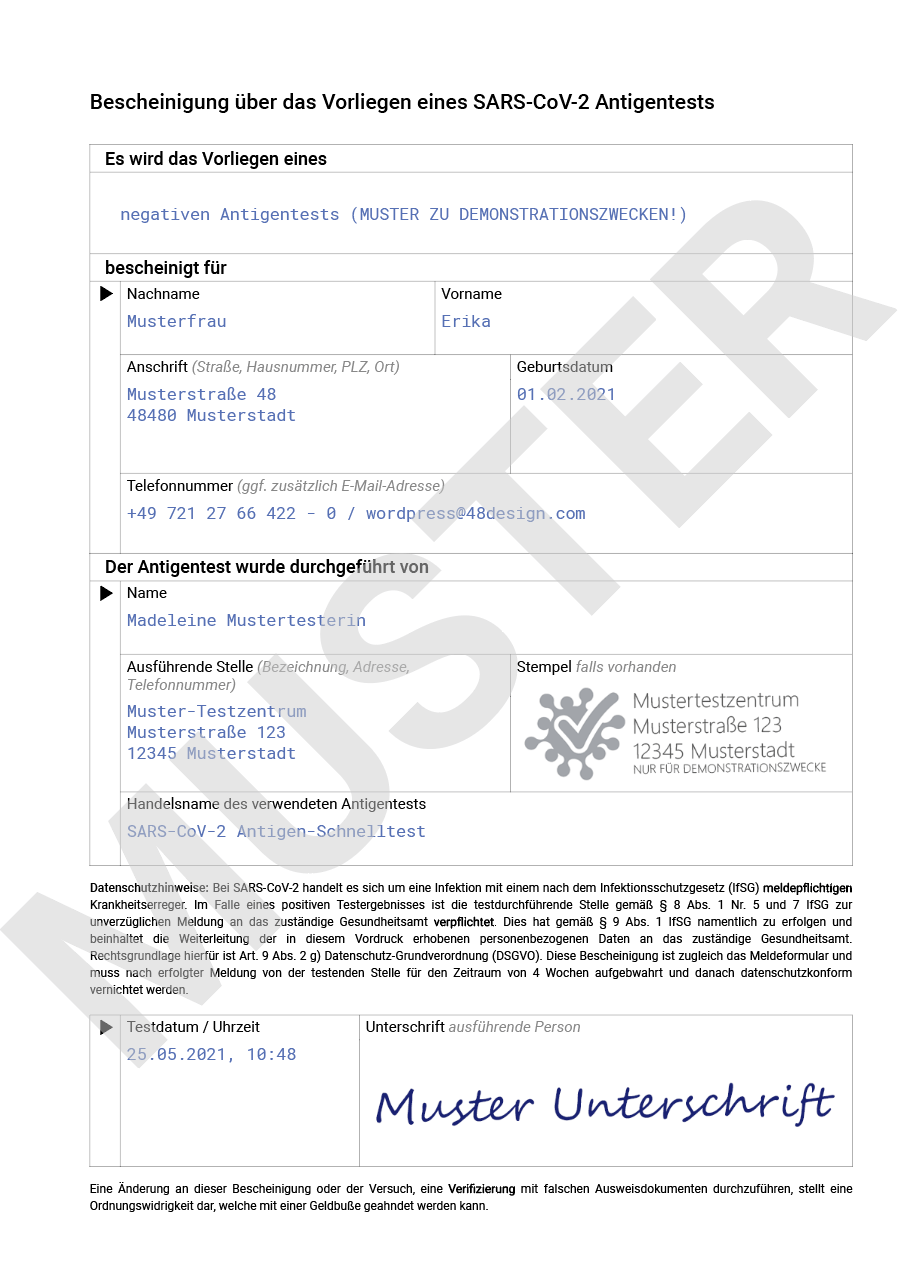 Bescheinigung über das Vorliegen eines SARS-CoV-2 Antigentests
Es wird das Vorliegen eines
negativen Antigentests (MUSTER ZU DEMONSTRATIONSZWECKEN!)
bescheinigt für
Nachname
Musterfrau
Vorname
Erika
Anschrift (Straße, Hausnummer, PLZ, Ort)
Musterstraße 48
48480 Musterstadt
Geburtsdatum
01.02.2021
Telefonnummer (ggf. zusätzlich E-Mail-Adresse)
+49 721 27 66 422 - 0 / wordpress@48design.com
Der Antigentest wurde durchgeführt von
Name
Madeleine Mustertesterin
Ausführende Stelle (Bezeichnung, Adresse,
Telefonnummer)
Muster-Testzentrum
Musterstraße 123
12345 Musterstadt
Stempel falls vorhanden
Mustertestzentrum
Musterstraße 123
12345 Musterstadt
NUR FÜR DEMONSTRATIONSZWECKE
Handelsname des verwendeten Antigentests
SARS-CoV-2 Antigen-Schnelltest
Datenschutzhinweise: Bei SARS-CoV-2 handelt es sich um eine Infektion mit einem nach dem Infektionsschutzgesetz (IfSG) meldepflichtigen
Krankheitserreger. Im Falle eines positiven Testergebnisses ist die testdurchführende Stelle gemäß § 8 Abs. 1 Nr. 5 und 7 IfSG zur
unverzüglichen Meldung an das zuständige Gesundheitsamt verpflichtet. Dies hat gemäß § 9 Abs. 1 IfSG namentlich zu erfolgen und
beinhaltet die Weiterleitung der in diesem Vordruck erhobenen personenbezogenen Daten an das zuständige Gesundheitsamt.
Rechtsgrundlage hierfür ist Art. 9 Abs. 2 g) Datenschutz-Grundverordnung (DSGVO). Diese Bescheinigung ist zugleich das Meldeformular und
muss nach erfolgter Meldung von der testenden Stelle für den Zeitraum von 4 Wochen aufgebwahrt und danach datenschutzkonform
vernichtet werden.
Testdatum / Uhrzeit
25.05.2021, 10:48
Unterschrift ausführende Person
Muster Unterschrift
Eine Änderung an dieser Bescheinigung oder der Versuch, eine Verifizierung mit falschen Ausweisdokumenten durchzuführen, stellt eine
Ordnungswidrigkeit dar, welche mit einer Geldbuße geahndet werden kann.
MUSTER